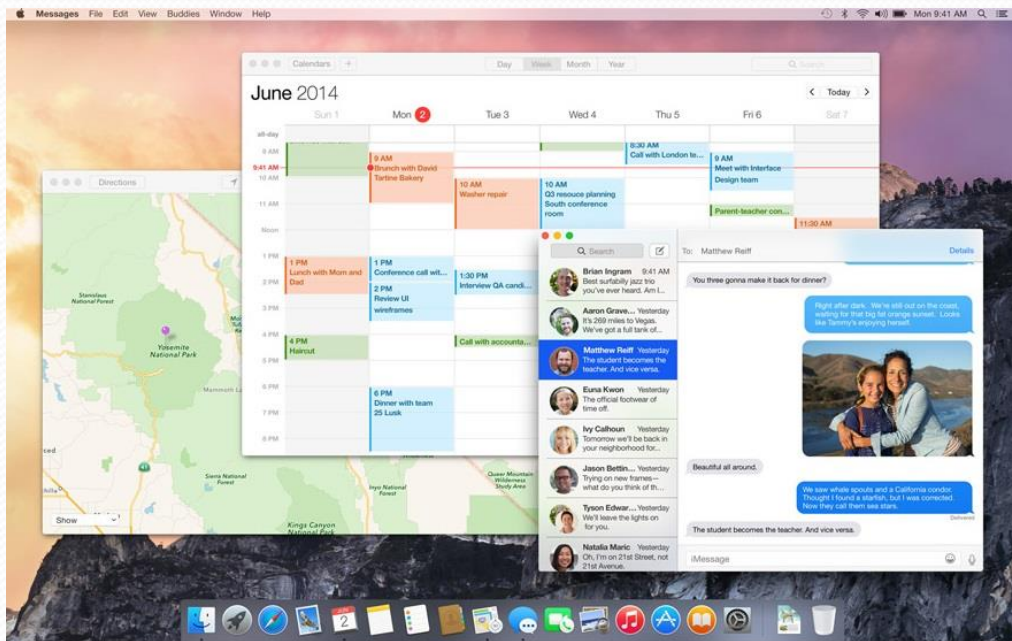 Messages File Edit View Buddies Window Help
Mon 9:41 AM
Calendars +
Day Week Month Year
Search
June 2014
Today
Sun 1 Mon 2 Tue 3 Wed 4 Thu 5 Fri 6 Sat 7
all-day
8 AM
9:41 AM
10 AM
11 AM
Noon
1 PM
2 PM
3 PM
4 PM
5 PM
6 PM
7 PM
8 PM
1 PM
Lunch with Mom and
Dad
4 PM
Haircut
9 AM
Brunch with David
Tartine Bakery
1 PM
Conference call wit...
2 PM
Review UI
wireframes
6 PM
Dinner with team
25 Lusk
10 AM
Washer repair
1:30 PM
Interview QA candi...
Call with accounta...
10 AM
Q3 resouce planning
South conference
room
8:30 AM
Call with London te...
9 AM
Meet with Interface
Design team
Parent-teacher con...
11:30 AM
Directions
Stanislaus
National Forest
Yosemite
National Park
Mammoth
Sierra National
Forest
Inyo National
Forest
Queer Mountain
Wilderness
Study Area
Kings Canyon
National Park
41
Show
Search
Brian Ingram 9:41 AM
Best surfabilly jazz trio
you've ever heard. Am I...
Aaron Grave... Yesterday
It's 269 miles to Vegas.
We've got a full tank of...
Matthew Reiff Yesterday
The student becomes the
teacher. And vice versa.
Euna Kwon Yesterday
The official footwear of
time off.
Ivy Calhoun Yesterday
Tomorrow we'll be back in
your neighborhood for...
Jason Bettin... Yesterday
Trying on new frames—
what do you think of th...
Tyson Edwar... Yesterday
We'll leave the lights on
for you.
Natalia Maric Yesterday
Oh, I'm on 21st Street, not
21st Avenue.
To: Matthew Reiff Details
You three gonna make it back for dinner?
Right after dark. We're still out on the coast,
waiting for that big fat orange sunset. Looks
like Tammy's enjoying herself.
Beautiful all around.
We saw whale spouts and a California condor.
Thought I found a starfish, but I was corrected.
Now they call them sea stars.
Delivered
The student becomes the teacher. And vice versa.
iMessage
JUN
2